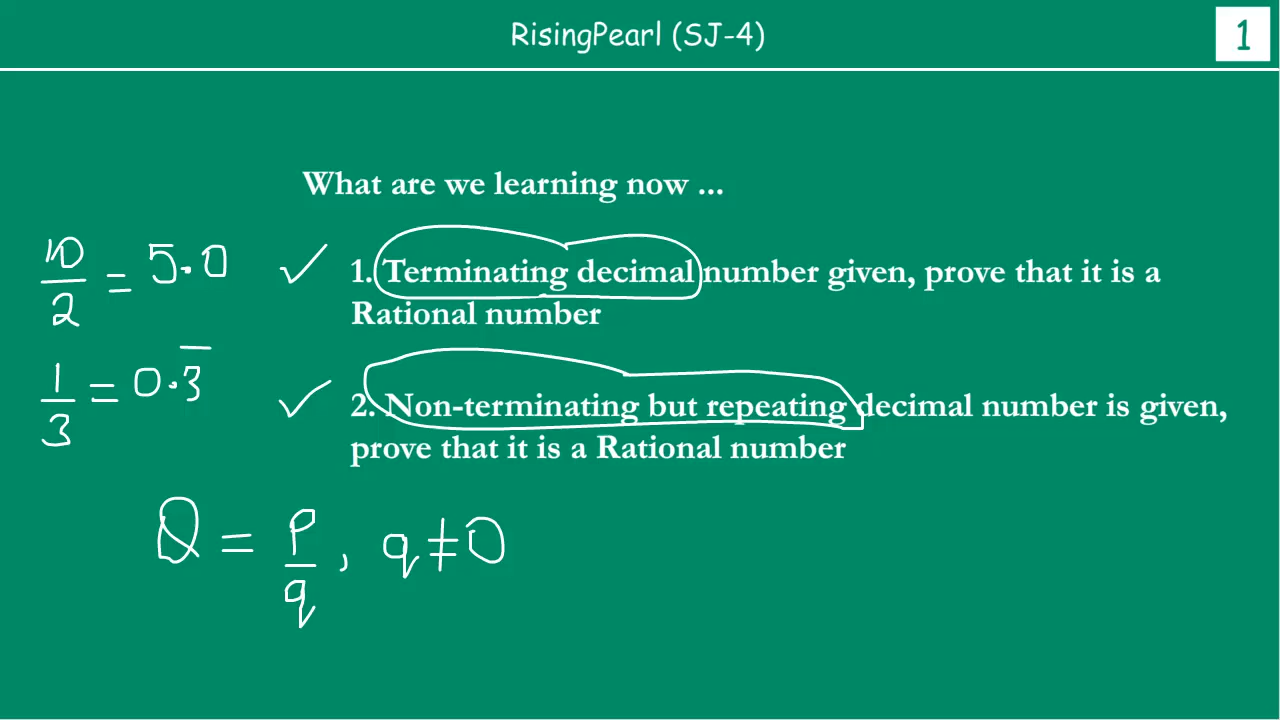 RisingPearl (SJ-4)
1
What are we learning now ...
10/2 = 5.0
1. Terminating decimal number given, prove that it is a
Rational number
1/3 = 0.3̅
2. Non-terminating but repeating decimal number is given,
prove that it is a Rational number
Q = p/q, q ≠ 0